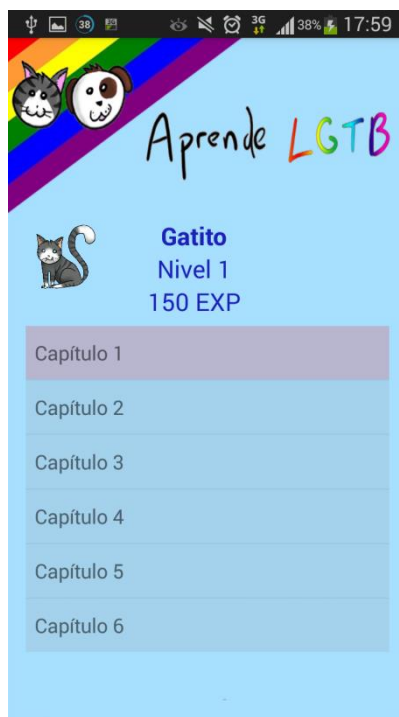 38 3G 38% 17:59
Aprende LGTB
Gatito
Nivel 1
150 EXP
Capítulo 1
Capítulo 2
Capítulo 3
Capítulo 4
Capítulo 5
Capítulo 6